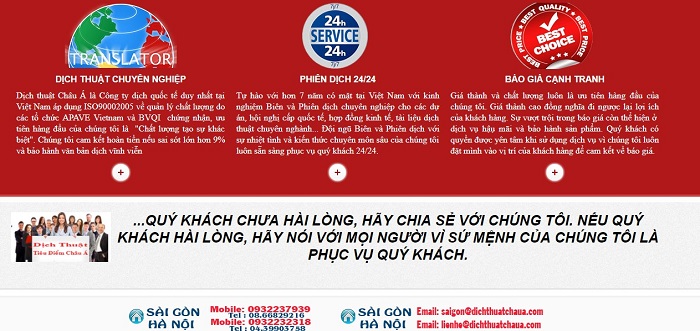 TRANSLATOR
DỊCH THUẬT CHUYÊN NGHIỆP
Dịch thuật Châu Á là Công ty dịch quốc tế duy nhất tại
Việt Nam áp dụng ISO90002005 về quản lý chất lượng do
các tổ chức APAVE Vietnam và BVQI chứng nhận, ưu
tiên hàng đầu của chúng tôi là "Chất lượng tạo sự khác
biệt". Chúng tôi cam kết hoàn tiền nếu sai sót lớn hơn 9%
và bảo hành văn bản dịch vĩnh viễn
+
24h
SERVICE
24h
PHIÊN DỊCH 24/24
Tự hào với hơn 7 năm có mặt tại Việt Nam với kinh
nghiệm Biên và Phiên dịch chuyên nghiệp cho các dự
án, hội nghị cấp quốc tế, hợp đồng kinh tế, tài liệu dịch
thuật chuyên nghành... Đội ngũ Biên và Phiên dịch với
sự nhiệt tình và kiến thức chuyên môn sâu của chúng tôi
luôn sẵn sàng phục vụ quý khách 24/24.
+
BEST QUALITY
BEST
CHOICE
BEST PRICE
BEST PRICE
BÁO GIÁ CẠNH TRANH
Giá thành và chất lượng luôn là ưu tiên hàng đầu của
chúng tôi. Giá thành cao đồng nghĩa đi ngược lại lợi ích
của khách hàng. Sự vượt trội trong báo giá còn thể hiện ở
dịch vụ hậu mãi và bảo hành sản phẩm. Quý khách có
quyền được yên tâm khi sử dụng dịch vụ vì chúng tôi luôn
đặt mình vào vị trí của khách hàng để cam kết về báo giá.
+
Dịch Thuật
Tiêu Điểm Châu Á
...QUÝ KHÁCH CHƯA HÀI LÒNG, HÃY CHIA SẺ VỚI CHÚNG TÔI. NẾU QUÝ
KHÁCH HÀI LÒNG, HÃY NÓI VỚI MỌI NGƯỜI VÌ SỨ MỆNH CỦA CHÚNG TÔI LÀ
PHỤC VỤ QUÝ KHÁCH.
SÀI GÒN
HÀ NỘI
Mobile: 0932237939
Tel : 08.66829216
Mobile: 0932232318
Tel : 04.39903758
SÀI GÒN
HÀ NỘI
Email: saigon@dichthuatchaua.com
Email: lienhe@dichthuatchaua.com